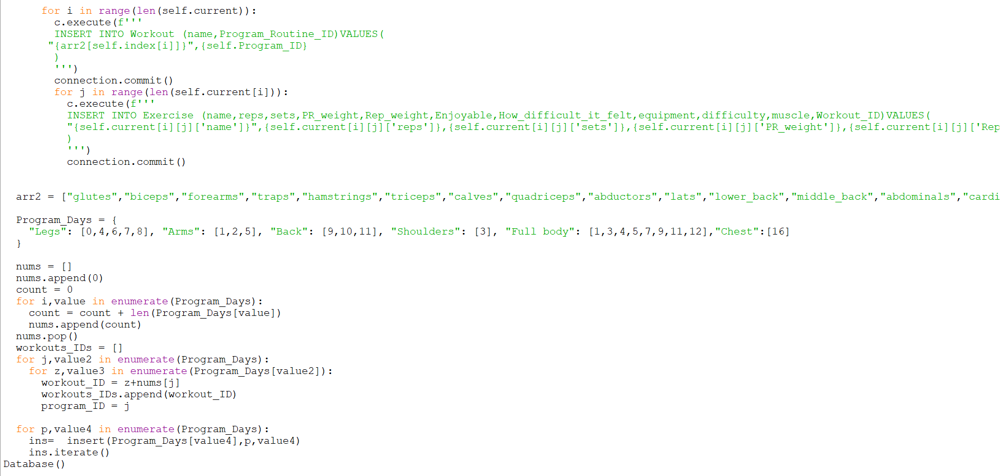 for i in range(len(self.current)):
c.execute(f'''
INSERT INTO Workout (name,Program_Routine_ID)VALUES(
"{arr2[self.index[i]]}",{self.Program_ID}
)
''')
connection.commit()
for j in range(len(self.current[i])):
c.execute(f'''
INSERT INTO Exercise (name,reps,sets,PR_weight,Rep_weight,Enjoyable,How_difficult_it_felt,equipment,difficulty,muscle,Workout_ID)VALUES(
"{self.current[i][j]['name']}",{self.current[i][j]['reps']},{self.current[i][j]['sets']},{self.current[i][j]['PR_weight']},{self.current[i][j]['Rep
)
''')
connection.commit()
arr2 = ["glutes","biceps","forearms","traps","hamstrings","triceps","calves","quadriceps","abductors","lats","lower_back","middle_back","abdominals","cardi
Program_Days = {
"Legs": [0,4,6,7,8], "Arms": [1,2,5], "Back": [9,10,11], "Shoulders": [3], "Full body": [1,3,4,5,7,9,11,12],"Chest":[16]
}
nums = []
nums.append(0)
count = 0
for i,value in enumerate(Program_Days):
count = count + len(Program_Days[value])
nums.append(count)
nums.pop()
workouts_IDs = []
for j,value2 in enumerate(Program_Days):
for z,value3 in enumerate(Program_Days[value2]):
workout_ID = z+nums[j]
workouts_IDs.append(workout_ID)
program_ID = j
for p,value4 in enumerate(Program_Days):
ins=  insert(Program_Days[value4],p,value4)
ins.iterate()
Database()